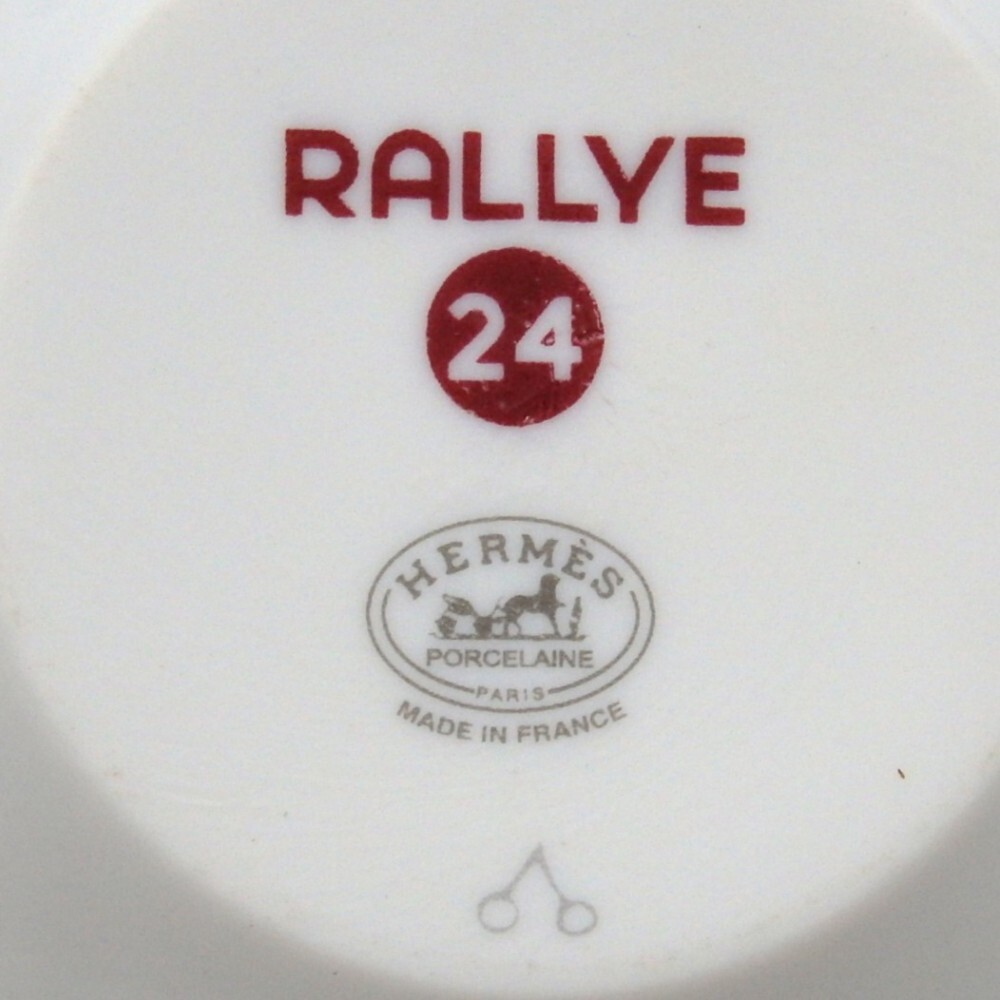 RALLYE
24
HERMÈS
PORCELAINE
PARIS
MADE IN FRANCE